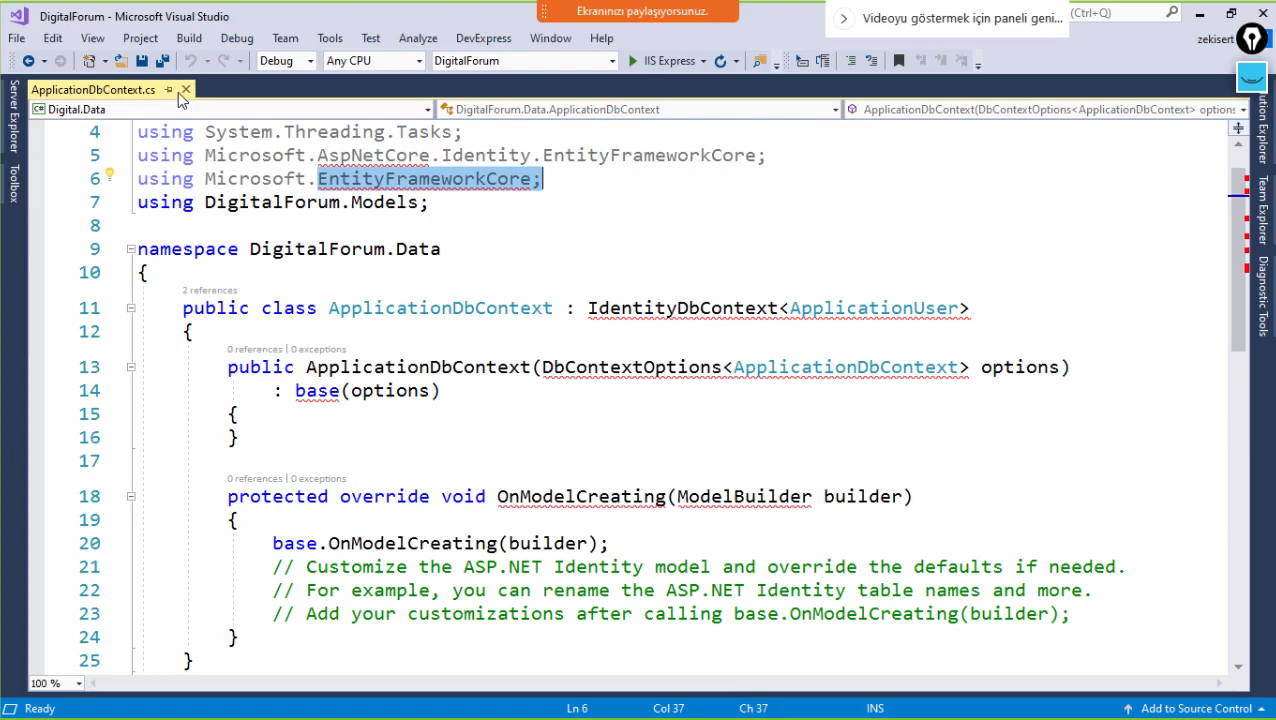 DigitalForum - Microsoft Visual Studio
Ekranınızı paylaşıyorsunuz.
Videoyu göstermek için paneli geni...
(Ctrl+Q)
File Edit View Project Build Debug Team Tools Test Analyze DevExpress Window Help
zekisert
Debug Any CPU DigitalForum IIS Express
ApplicationDbContext.cs
Digital.Data DigitalForum.Data.ApplicationDbContext ApplicationDbContext(DbContextOptions<ApplicationDbContext> options
Server Explorer
Toolbox
4 using System.Threading.Tasks;
5 using Microsoft.AspNetCore.Identity.EntityFrameworkCore;
6 using Microsoft.EntityFrameworkCore;
7 using DigitalForum.Models;
8
9 namespace DigitalForum.Data
10 {
2 references
11 public class ApplicationDbContext : IdentityDbContext<ApplicationUser>
12 {
0 references | 0 exceptions
13 public ApplicationDbContext(DbContextOptions<ApplicationDbContext> options)
14 : base(options)
15 {
16 }
17
0 references | 0 exceptions
18 protected override void OnModelCreating(ModelBuilder builder)
19 {
20 base.OnModelCreating(builder);
21 // Customize the ASP.NET Identity model and override the defaults if needed.
22 // For example, you can rename the ASP.NET Identity table names and more.
23 // Add your customizations after calling base.OnModelCreating(builder);
24 }
25 }
Explorer
Team Explorer
Diagnostic Tools
100 %
Ready Ln 6 Col 37 Ch 37 INS Add to Source Control